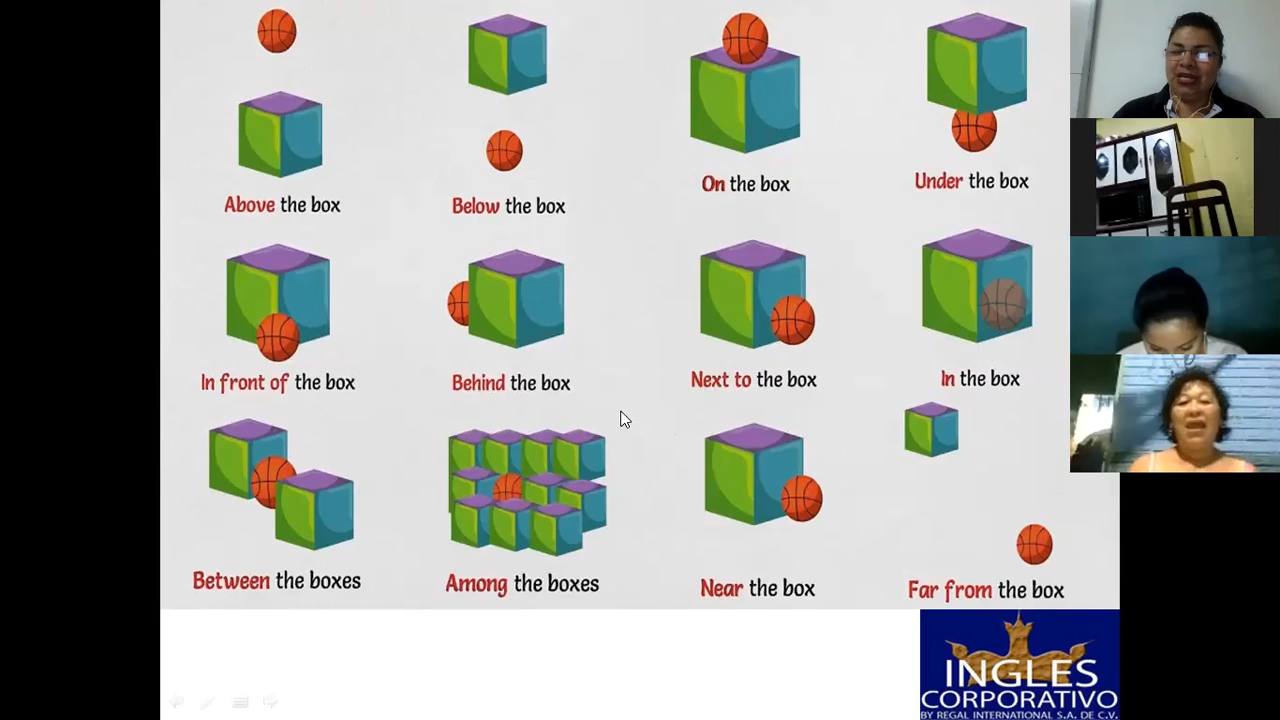 Above the box
Below the box
On the box
Under the box
In front of the box
Behind the box
Next to the box
In the box
Between the boxes
Among the boxes
Near the box
Far from the box
INGLES
CORPORATIVO
BY REGAL INTERNATIONAL S.A. DE C.V.